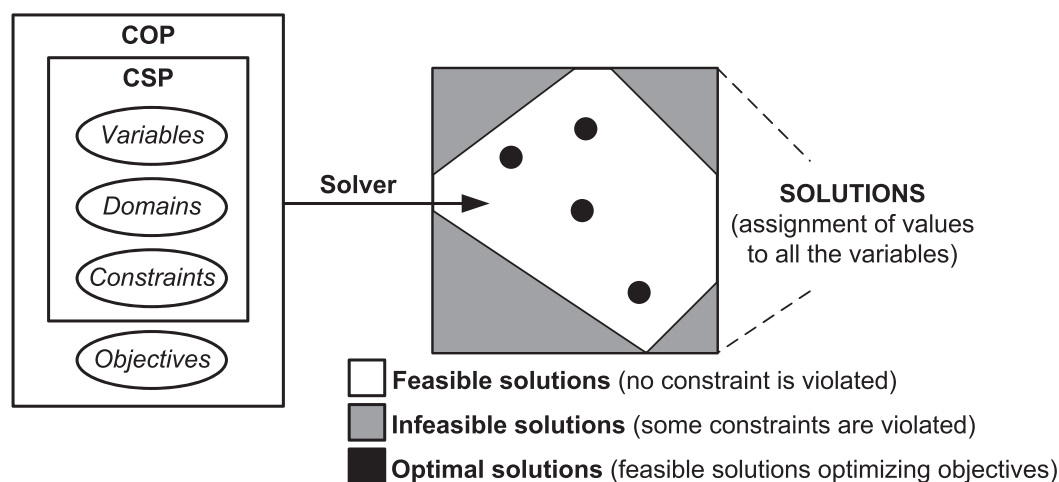 COP
CSP
Variables
Domains
Constraints
Objectives
Solver
SOLUTIONS
(assignment of values
to all the variables)
Feasible solutions (no constraint is violated)
Infeasible solutions (some constraints are violated)
Optimal solutions (feasible solutions optimizing objectives)